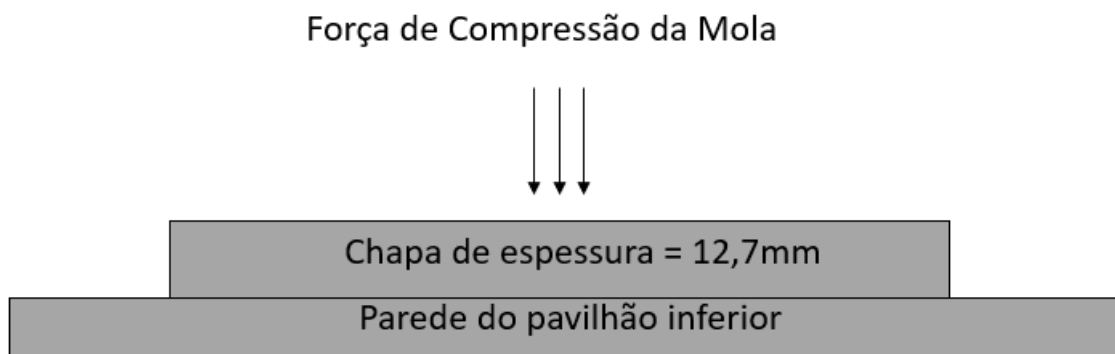 Força de Compressão da Mola
Chapa de espessura = 12,7mm
Parede do pavilhão inferior